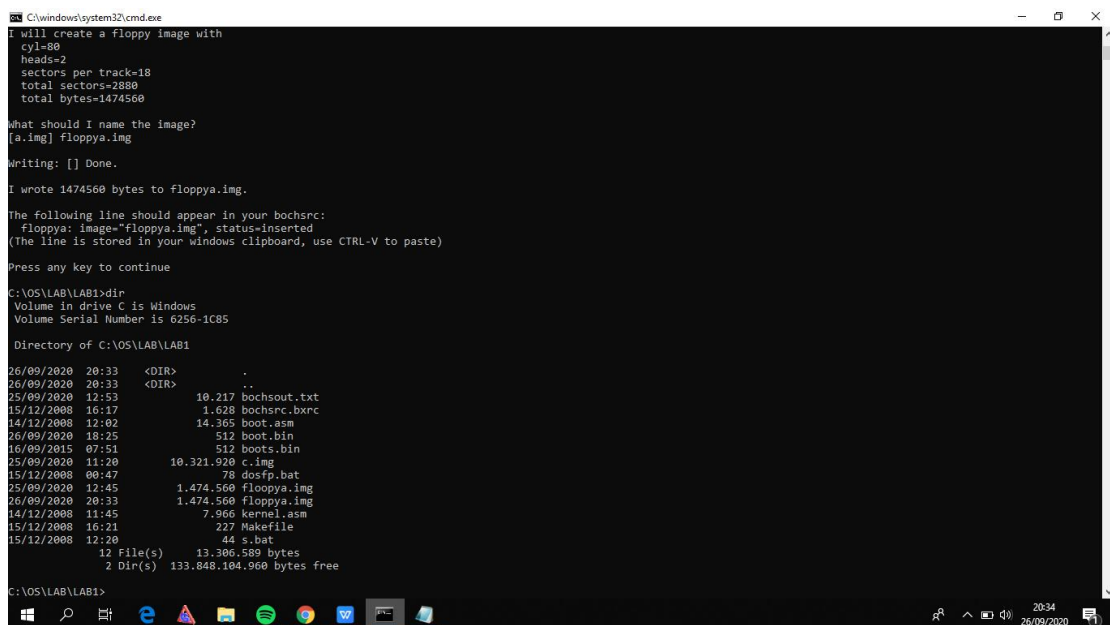 C:\windows\system32\cmd.exe
I will create a floppy image with
cyl=80
heads=2
sectors per track=18
total sectors=2880
total bytes=1474560
What should I name the image?
[a.img] floppya.img
Writing: [] Done.
I wrote 1474560 bytes to floppya.img.
The following line should appear in your bochsrc:
floppya: image="floppya.img", status=inserted
(The line is stored in your windows clipboard, use CTRL-V to paste)
Press any key to continue
C:\OS\LAB\LAB1>dir
Volume in drive C is Windows
Volume Serial Number is 6256-1C85
Directory of C:\OS\LAB\LAB1
26/09/2020 20:33 <DIR> .
26/09/2020 20:33 <DIR> ..
25/09/2020 12:53 10.217 bochsout.txt
15/12/2008 16:17 1.628 bochsrc.bxrc
14/12/2008 12:02 14.365 boot.asm
26/09/2020 18:25 512 boot.bin
16/09/2015 07:51 512 boots.bin
25/09/2020 11:20 10.321.920 c.img
15/12/2008 00:47 78 dosfp.bat
25/09/2020 12:45 1.474.560 floopya.img
26/09/2020 20:33 1.474.560 floppya.img
14/12/2008 11:45 7.966 kernel.asm
15/12/2008 16:21 227 Makefile
15/12/2008 12:20 44 s.bat
12 File(s) 13.306.589 bytes
2 Dir(s) 133.848.104.960 bytes free
C:\OS\LAB\LAB1>
20:34
26/09/2020